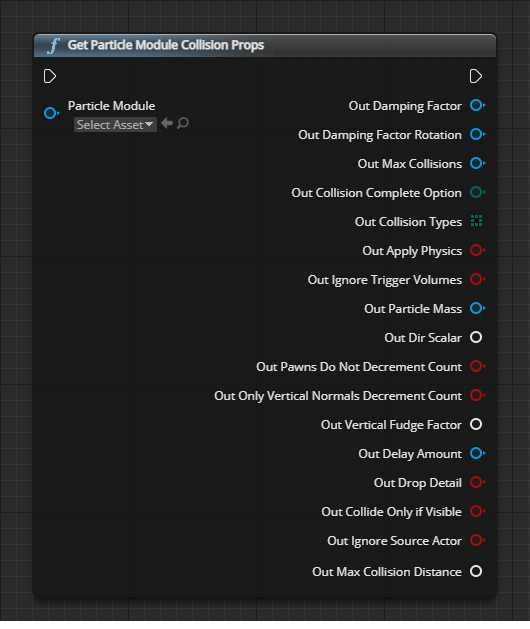 Get Particle Module Collision Props
Particle Module
Select Asset
Out Damping Factor
Out Damping Factor Rotation
Out Max Collisions
Out Collision Complete Option
Out Collision Types
Out Apply Physics
Out Ignore Trigger Volumes
Out Particle Mass
Out Dir Scalar
Out Pawns Do Not Decrement Count
Out Only Vertical Normals Decrement Count
Out Vertical Fudge Factor
Out Delay Amount
Out Drop Detail
Out Collide Only if Visible
Out Ignore Source Actor
Out Max Collision Distance